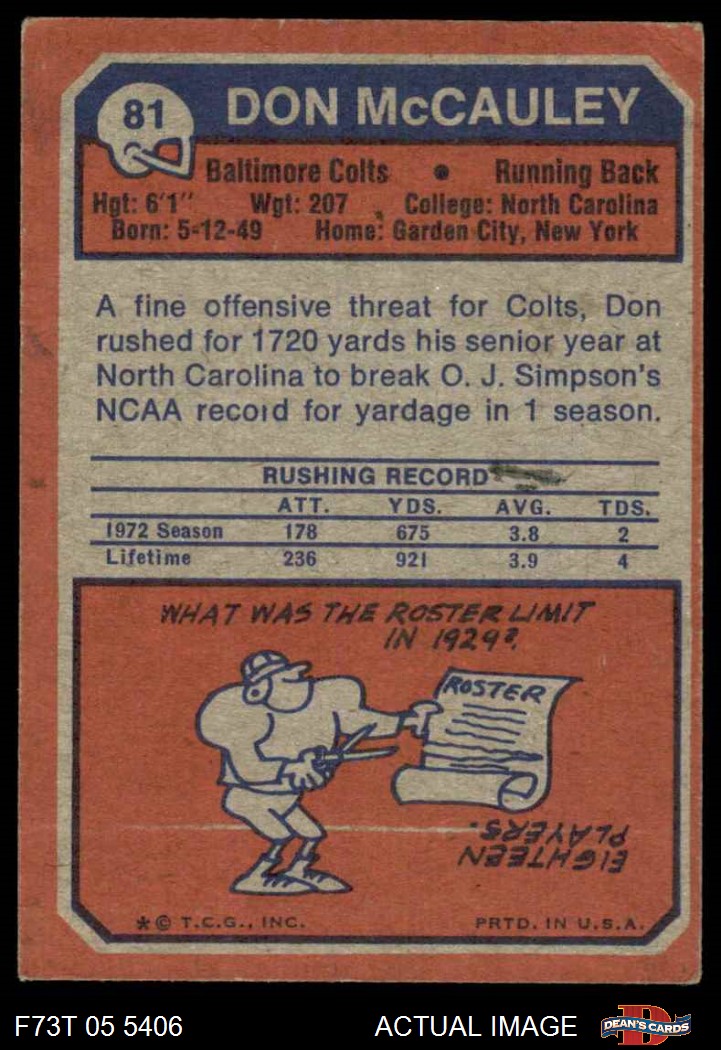 81
DON McCAULEY
Baltimore Colts • Running Back
Hgt: 6'1" Wgt: 207 College: North Carolina
Born: 5-12-49 Home: Garden City, New York
A fine offensive threat for Colts, Don
rushed for 1720 yards his senior year at
North Carolina to break O. J. Simpson's
NCAA record for yardage in 1 season.
RUSHING RECORD
ATT. YDS. AVG. TDS.
1972 Season 178 675 3.8 2
Lifetime 236 921 3.9 4
WHAT WAS THE ROSTER LIMIT
IN 1929?
ROSTER
EIGHTEEN
PLAYERS.
*© T.C.G., INC. PRTD. IN U.S.A.
F73T 05 5406 ACTUAL IMAGE D DEAN'S CARDS